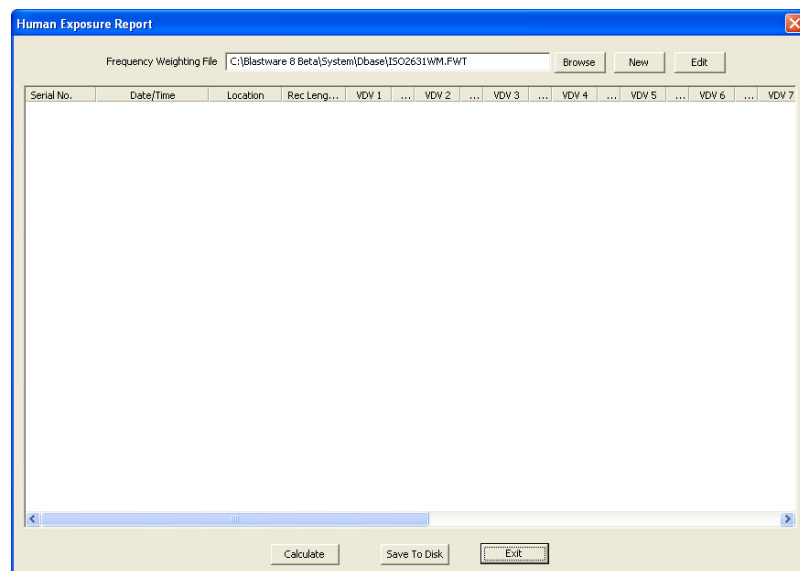 Human Exposure Report
Frequency Weighting File C:\Blastware 8 Beta\System\Dbase\ISO2631WM.FWT Browse New Edit
Serial No. Date/Time Location Rec Leng... VDV 1 ... VDV 2 ... VDV 3 ... VDV 4 ... VDV 5 ... VDV 6 ... VDV 7
Calculate Save To Disk Exit